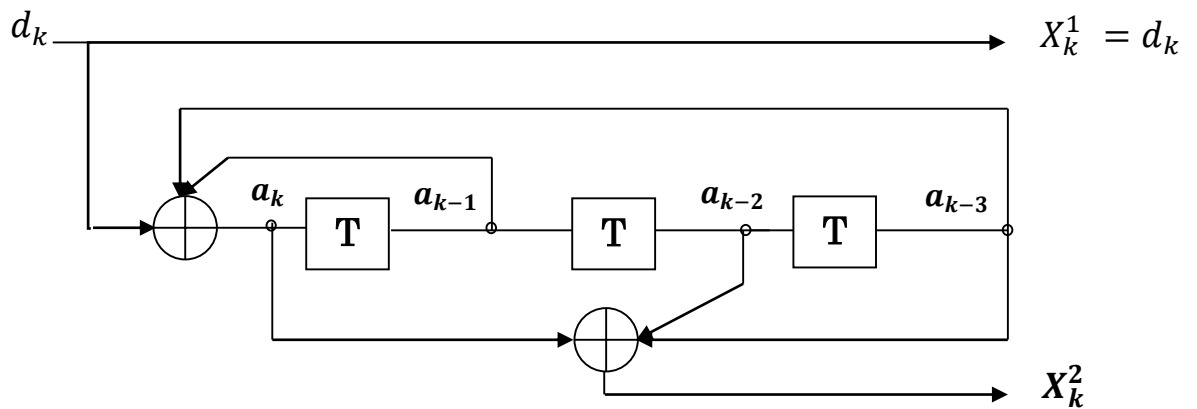 d_k
X_k^1 = d_k
a_k
T
a_{k-1}
T
a_{k-2}
T
a_{k-3}
X_k^2